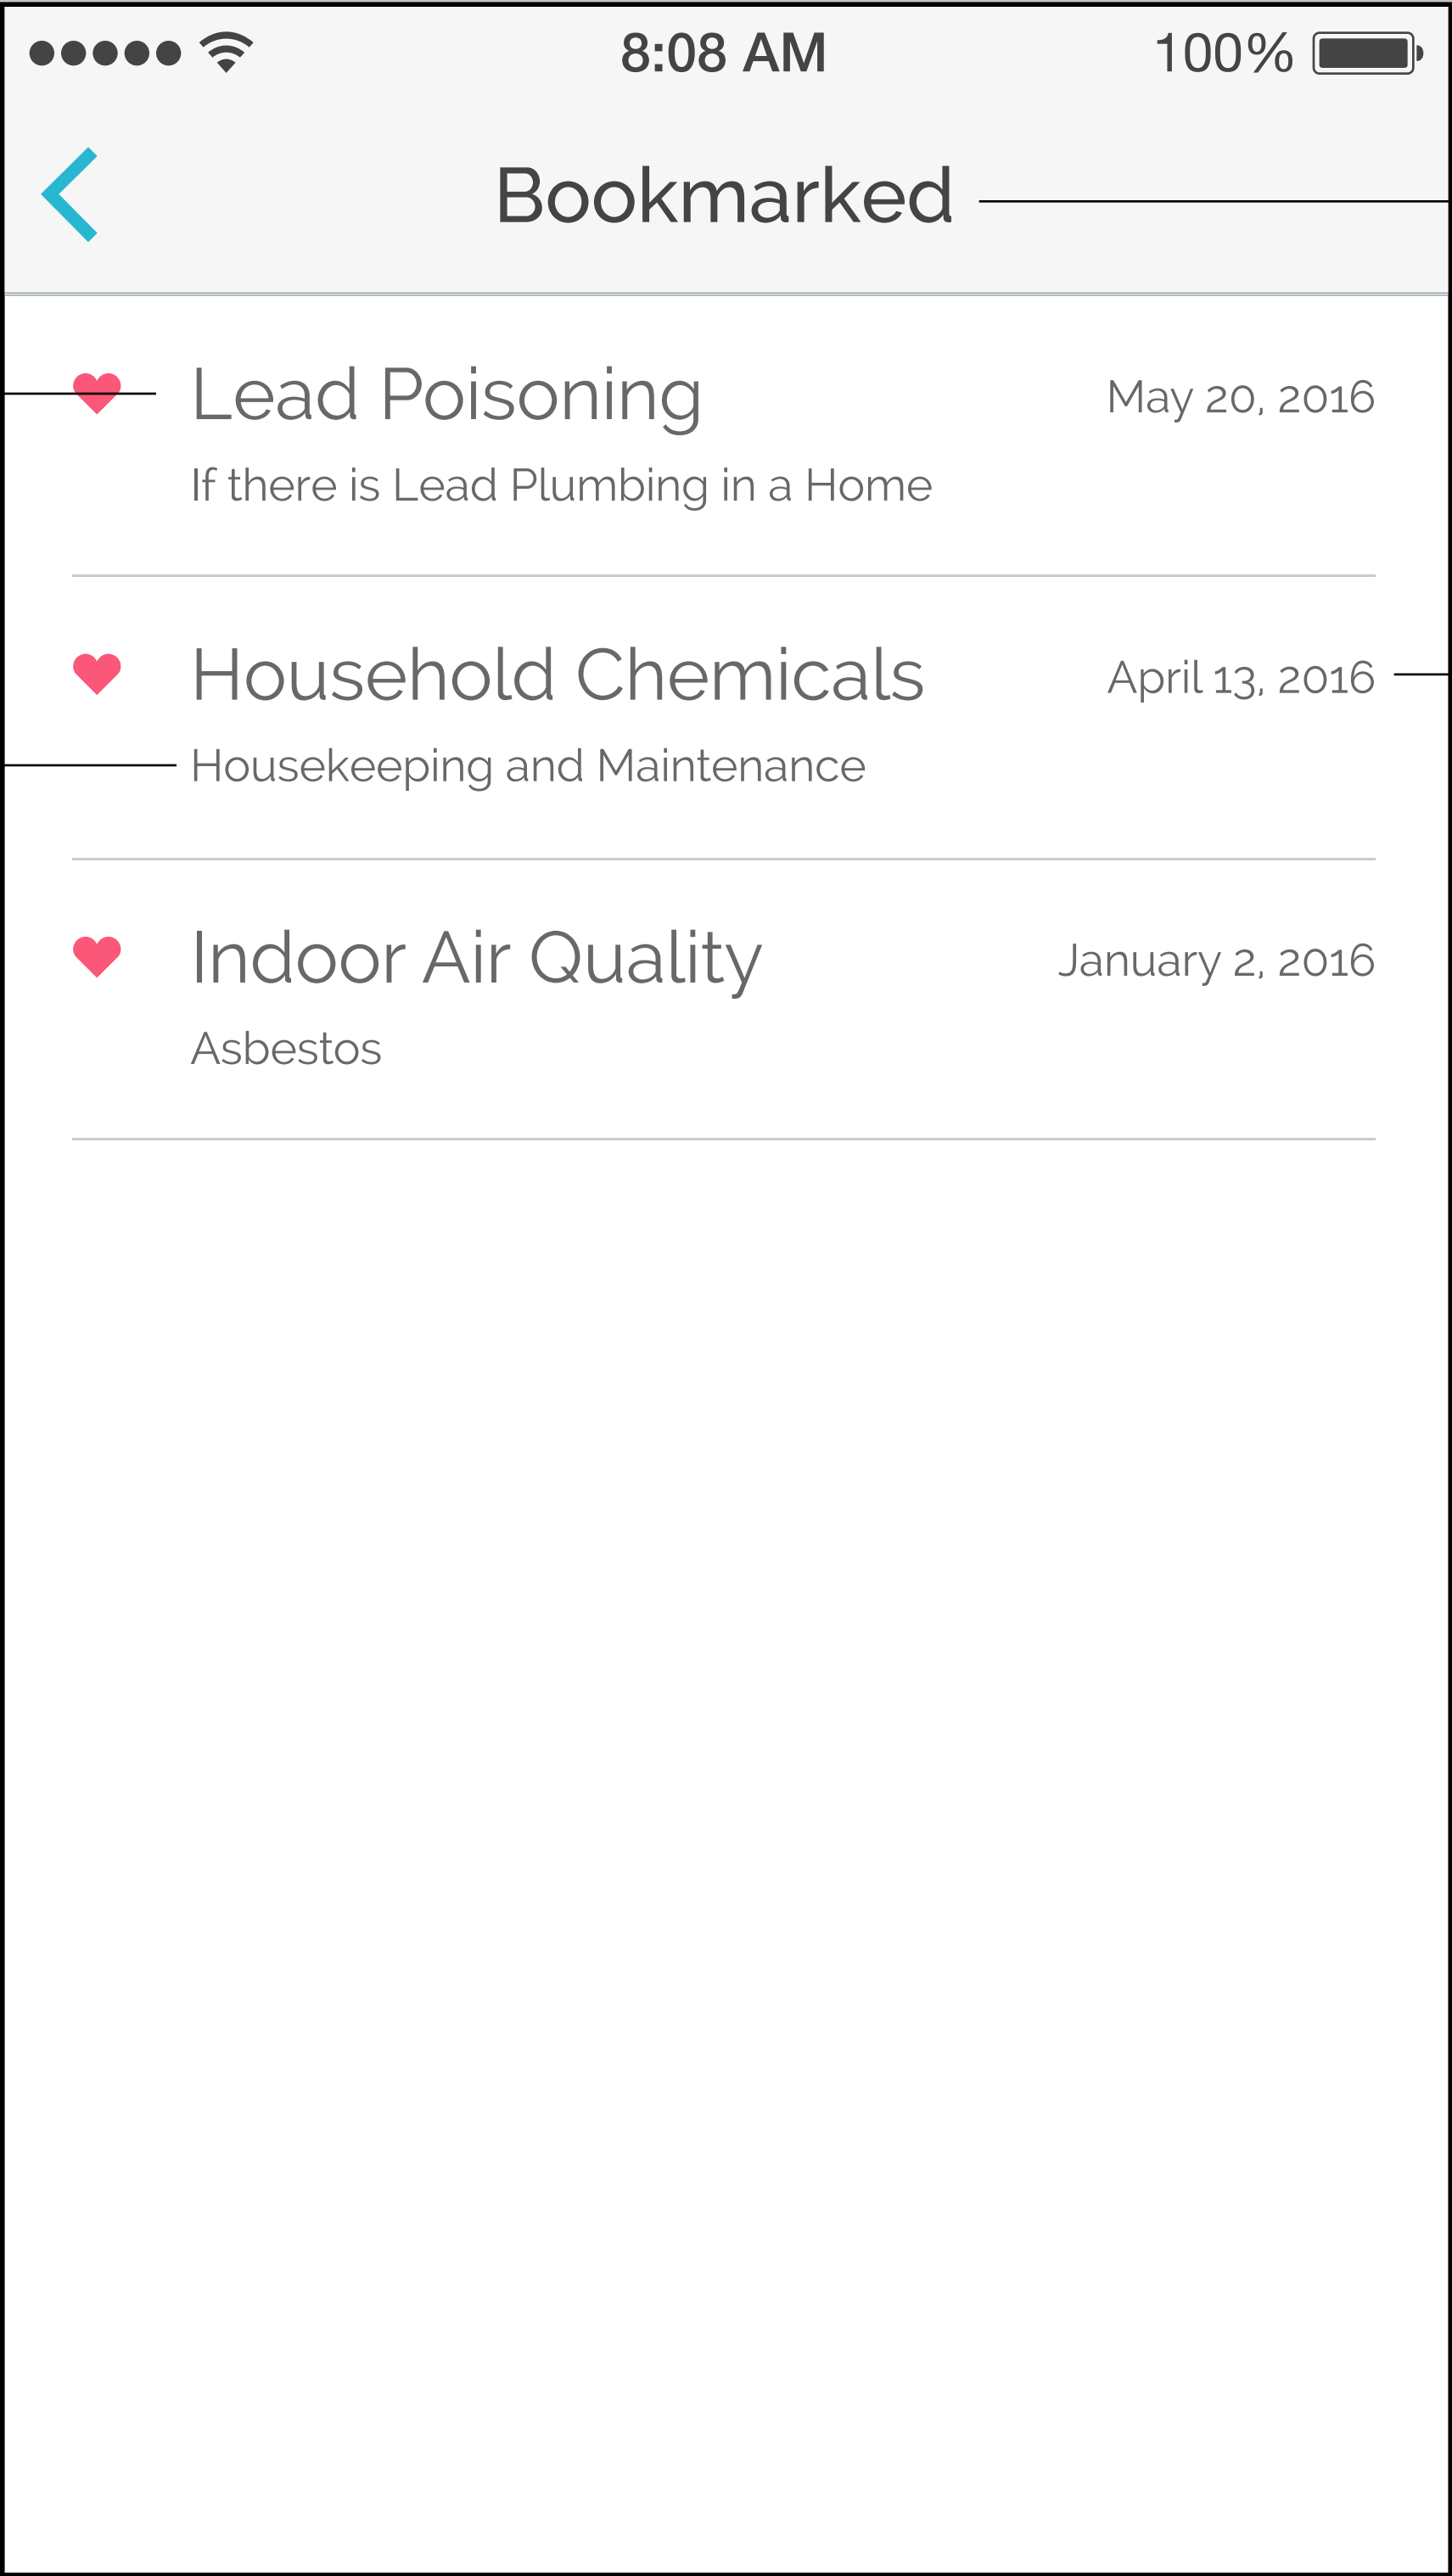 8:08 AM 100%
Bookmarked
Lead Poisoning May 20, 2016
If there is Lead Plumbing in a Home
Household Chemicals April 13, 2016
Housekeeping and Maintenance
Indoor Air Quality January 2, 2016
Asbestos